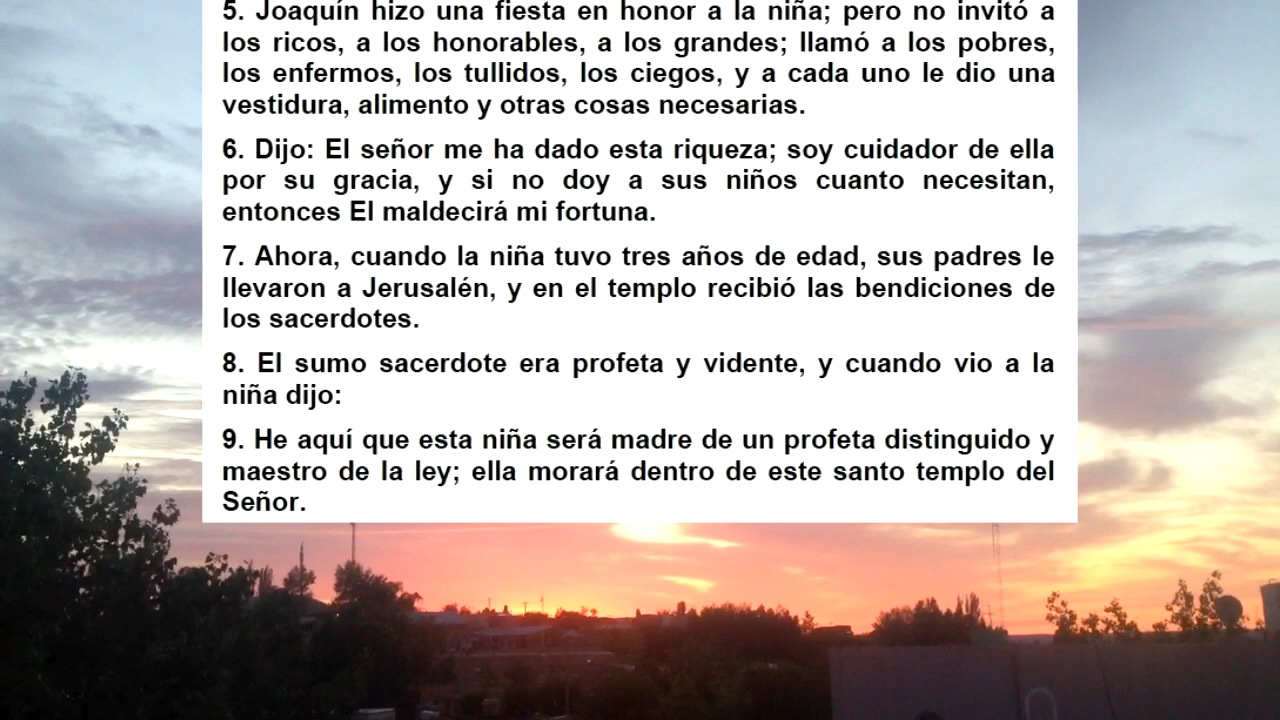 5. Joaquín hizo una fiesta en honor a la niña; pero no invitó a
los ricos, a los honorables, a los grandes; llamó a los pobres,
los enfermos, los tullidos, los ciegos, y a cada uno le dio una
vestidura, alimento y otras cosas necesarias.
6. Dijo: El señor me ha dado esta riqueza; soy cuidador de ella
por su gracia, y si no doy a sus niños cuanto necesitan,
entonces El maldecirá mi fortuna.
7. Ahora, cuando la niña tuvo tres años de edad, sus padres le
llevaron a Jerusalén, y en el templo recibió las bendiciones de
los sacerdotes.
8. El sumo sacerdote era profeta y vidente, y cuando vio a la
niña dijo:
9. He aquí que esta niña será madre de un profeta distinguido y
maestro de la ley; ella morará dentro de este santo templo del
Señor.